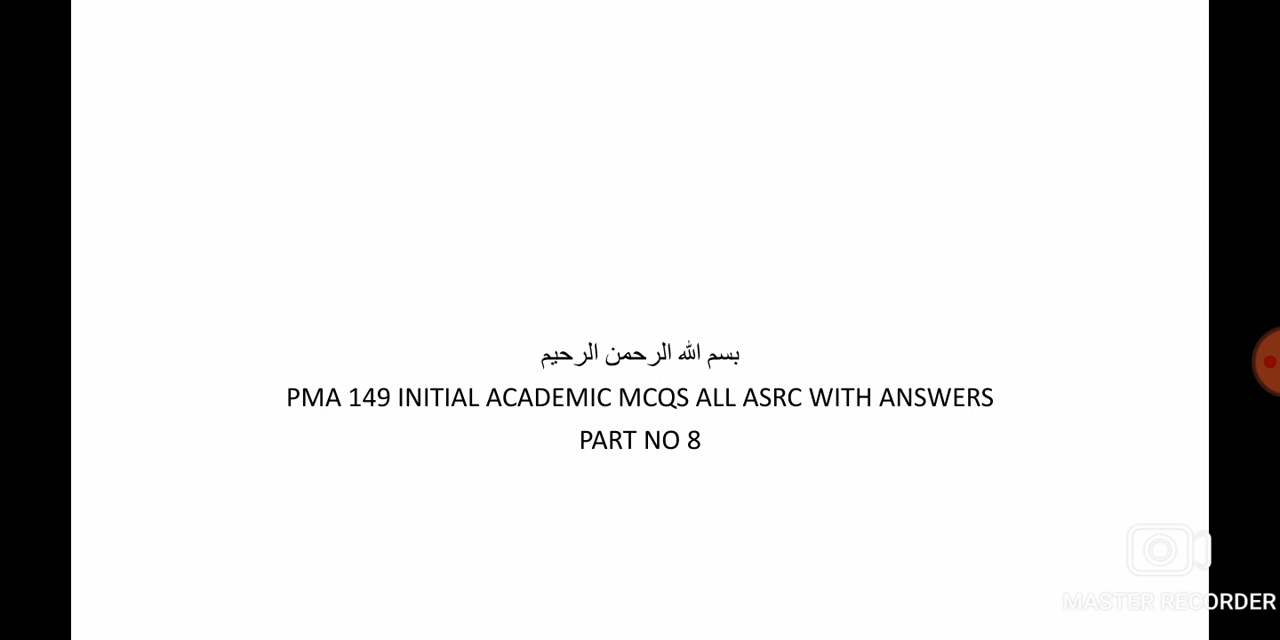 بسم الله الرحمن الرحيم
PMA 149 INITIAL ACADEMIC MCQS ALL ASRC WITH ANSWERS
PART NO 8
MASTER RECORDER